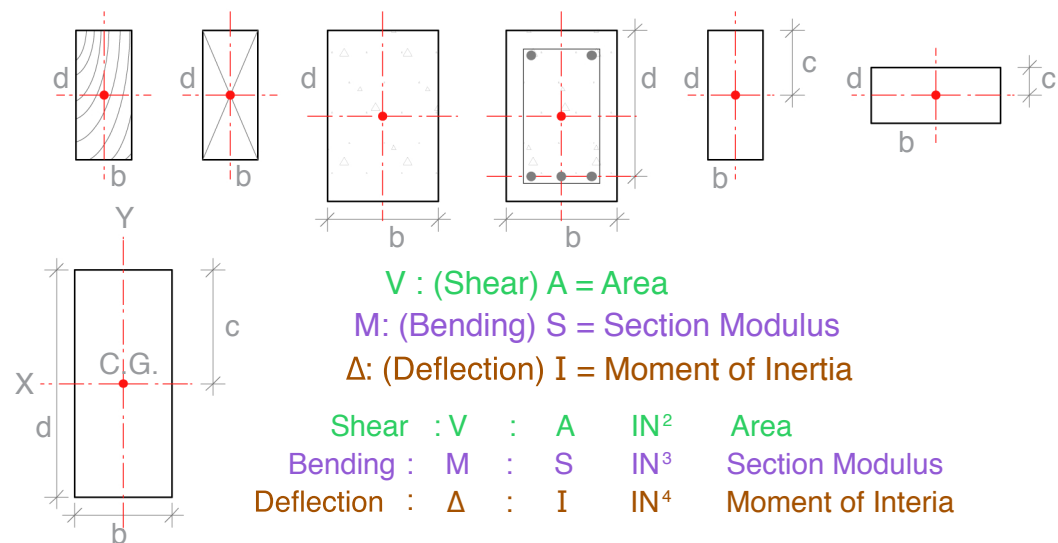 d
b
d
b
d
b
d
b
d
c
b
d
c
b
Y
X
C.G.
c
d
b
V : (Shear) A = Area
M: (Bending) S = Section Modulus
Δ: (Deflection) I = Moment of Inertia
Shear : V : A IN² Area
Bending : M : S IN³ Section Modulus
Deflection : Δ : I IN⁴ Moment of Interia